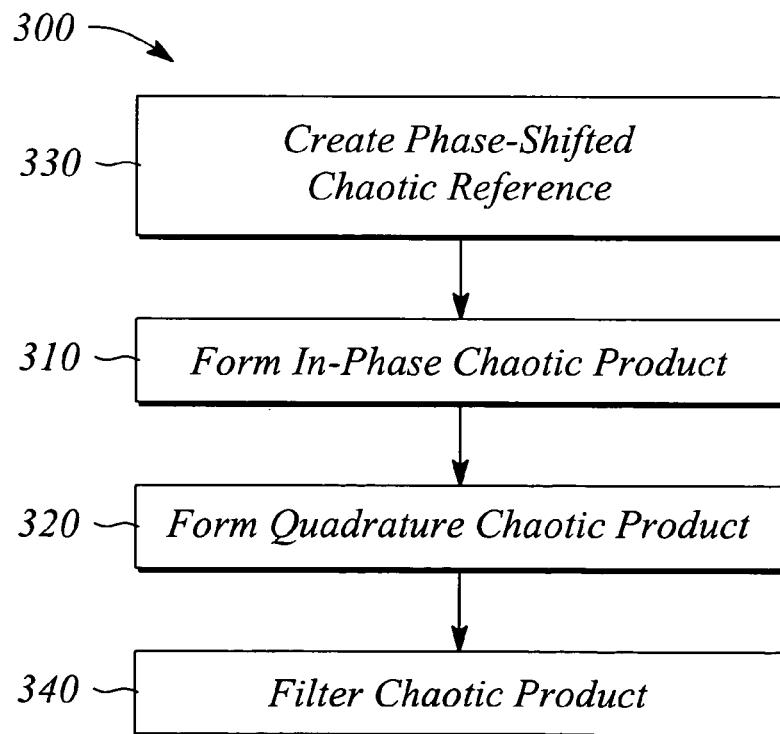 300
330
Create Phase-Shifted
Chaotic Reference
310
Form In-Phase Chaotic Product
320
Form Quadrature Chaotic Product
340
Filter Chaotic Product